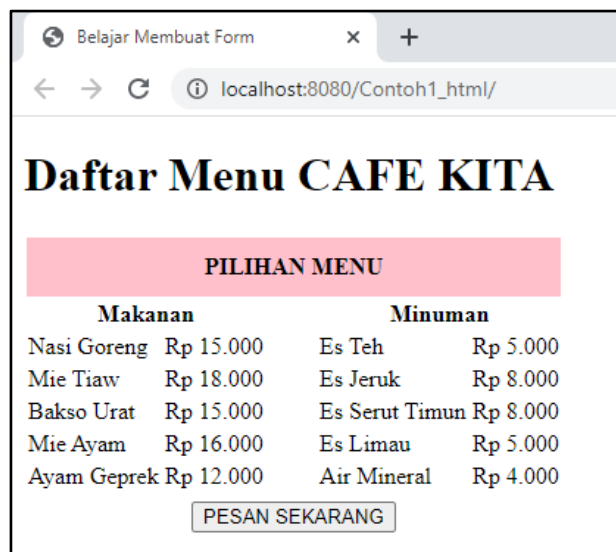 Belajar Membuat Form
localhost:8080/Contoh1_html/
Daftar Menu CAFE KITA
PILIHAN MENU
Makanan Minuman
Nasi Goreng Rp 15.000 Es Teh Rp 5.000
Mie Tiaw Rp 18.000 Es Jeruk Rp 8.000
Bakso Urat Rp 15.000 Es Serut Timun Rp 8.000
Mie Ayam Rp 16.000 Es Limau Rp 5.000
Ayam Geprek Rp 12.000 Air Mineral Rp 4.000
PESAN SEKARANG